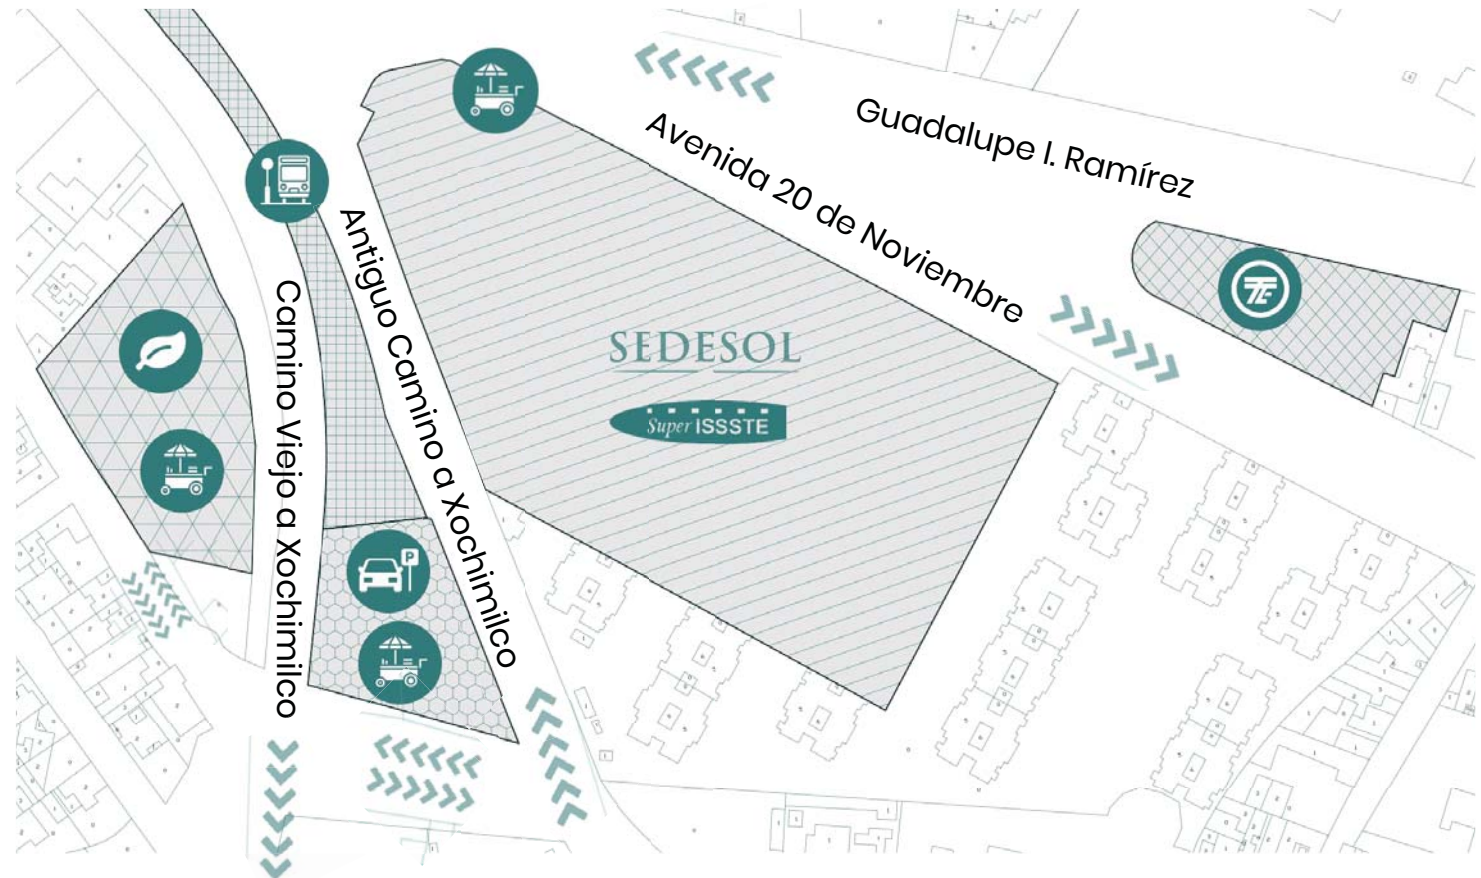 Guadalupe I. Ramírez
Avenida 20 de Noviembre
Antiguo Camino a Xochimilco
Camino Viejo a Xochimilco
SEDESOL
Super ISSSTE
P